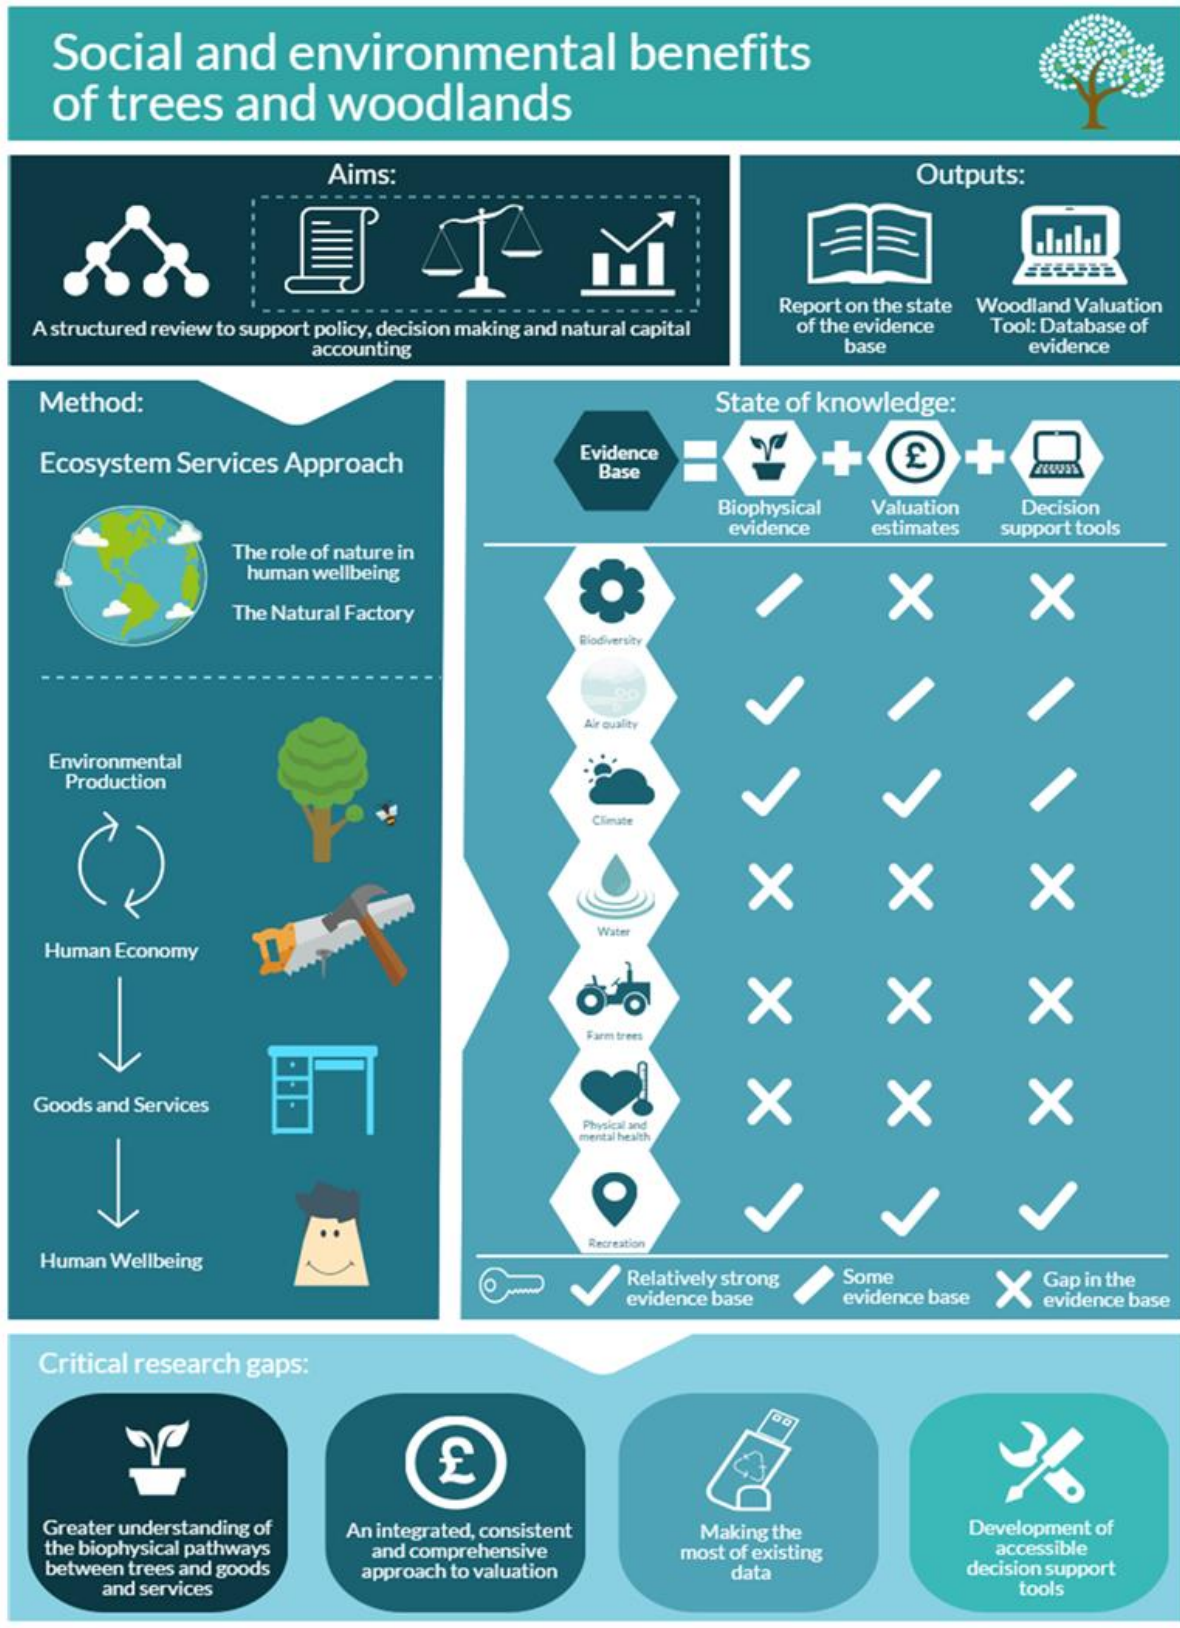 Social and environmental benefits
of trees and woodlands
Aims:
A structured review to support policy, decision making and natural capital
accounting
Outputs:
Report on the state
of the evidence
base
Woodland Valuation
Tool: Database of
evidence
Method:
Ecosystem Services Approach
The role of nature in
human wellbeing
The Natural Factory
Environmental
Production
Human Economy
Goods and Services
Human Wellbeing
State of knowledge:
Evidence
Base
£
Biophysical
evidence
Valuation
estimates
Decision
support tools
Biodiversity
Air quality
Climate
Water
Farm trees
Physical and
mental health
Recreation
Relatively strong
evidence base
Some
evidence base
Gap in the
evidence base
Critical research gaps:
Greater understanding of
the biophysical pathways
between trees and goods
and services
£
An integrated, consistent
and comprehensive
approach to valuation
Making the
most of existing
data
Development of
accessible
decision support
tools